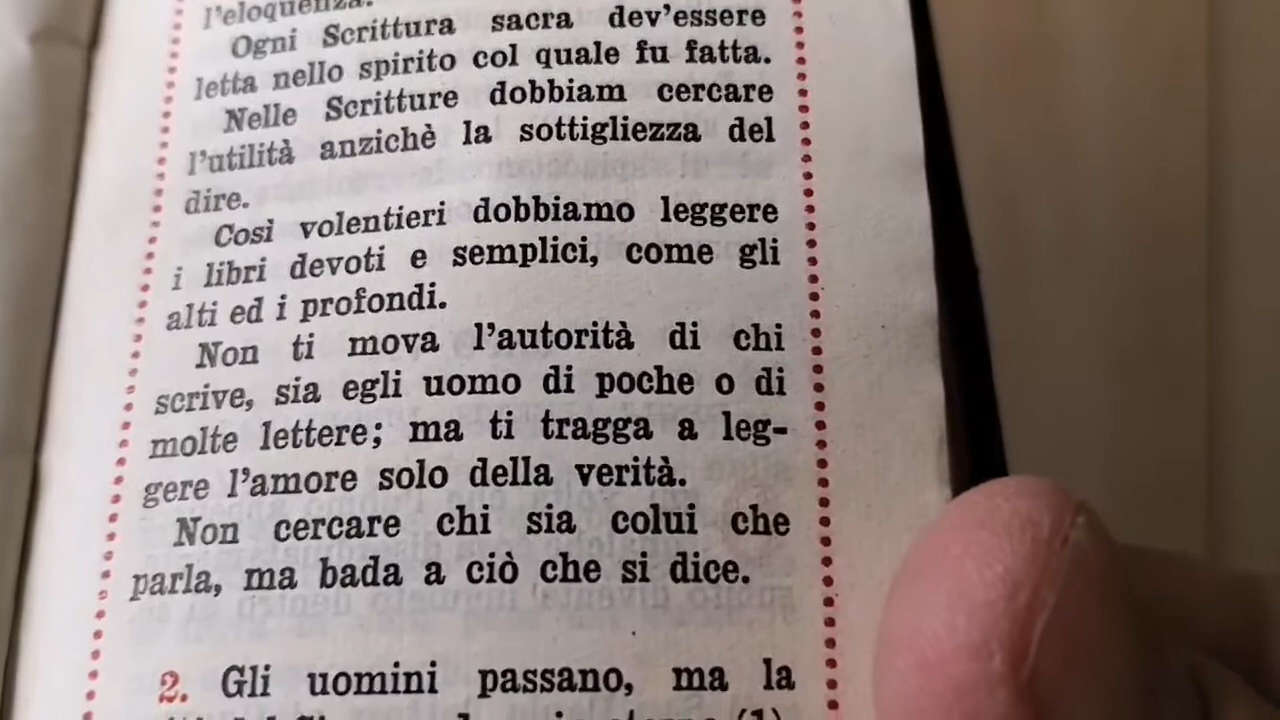 l'eloquenza.
Ogni Scrittura sacra dev'essere
letta nello spirito col quale fu fatta.
Nelle Scritture dobbiam cercare
l'utilità anzichè la sottigliezza del
dire.
Così volentieri dobbiamo leggere
i libri devoti e semplici, come gli
alti ed i profondi.
Non ti mova l'autorità di chi
scrive, sia egli uomo di poche o di
molte lettere; ma ti tragga a leg-
gere l'amore solo della verità.
Non cercare chi sia colui che
parla, ma bada a ciò che si dice.
2. Gli uomini passano, ma la
(1)